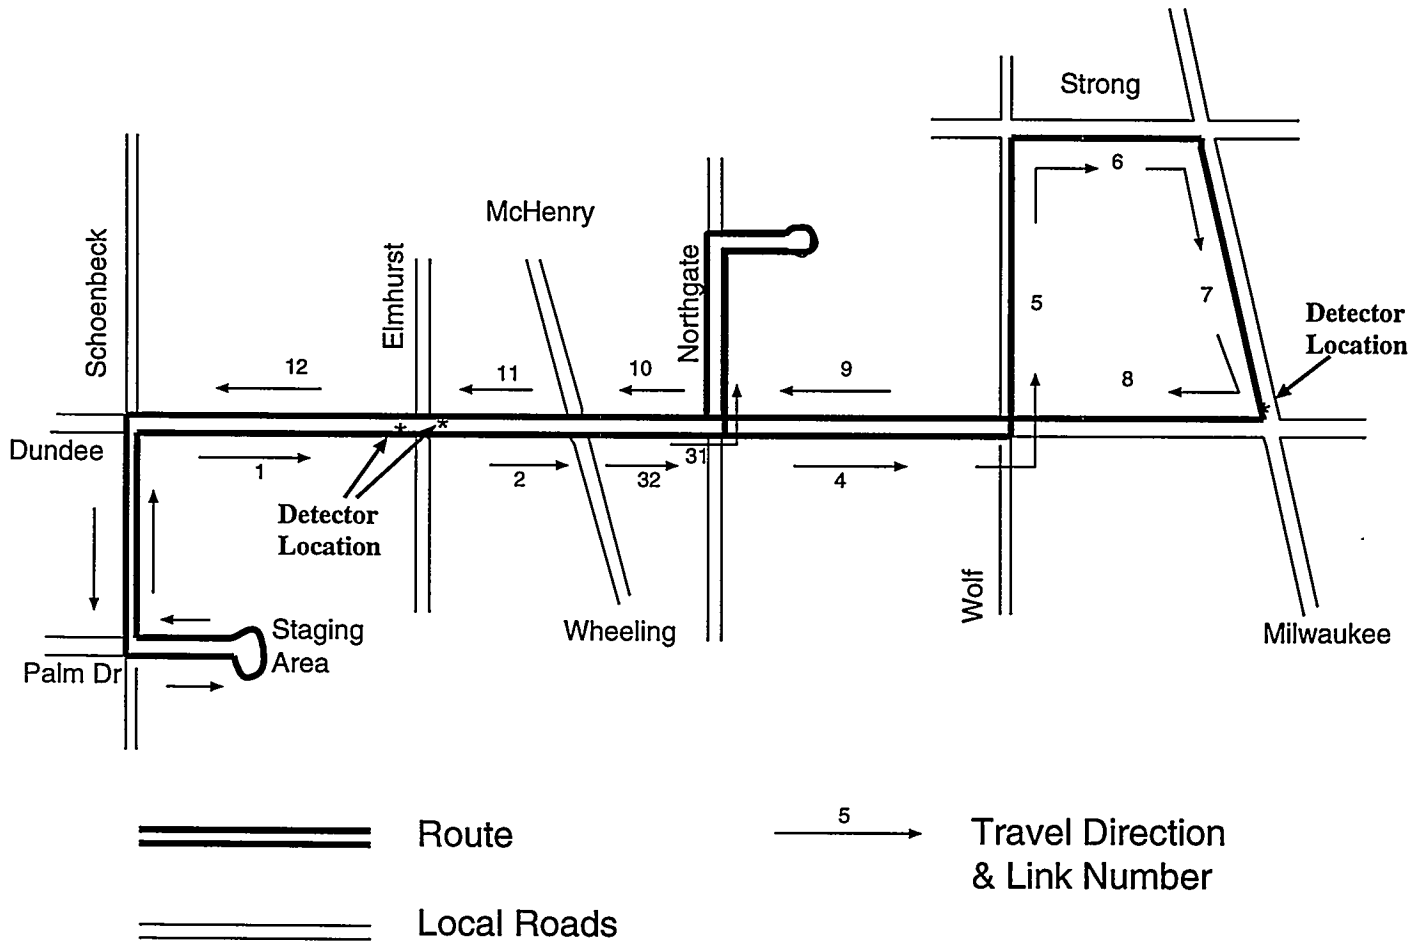 Strong
6
McHenry
Schoenbeck
Elmhurst
Northgate
5
7
Detector
Location
12
11
10
9
8
*
*
*
Dundee
1
2
32
31
4
Detector
Location
Wolf
Staging
Area
Wheeling
Milwaukee
Palm Dr
Route
5
Travel Direction
& Link Number
Local Roads